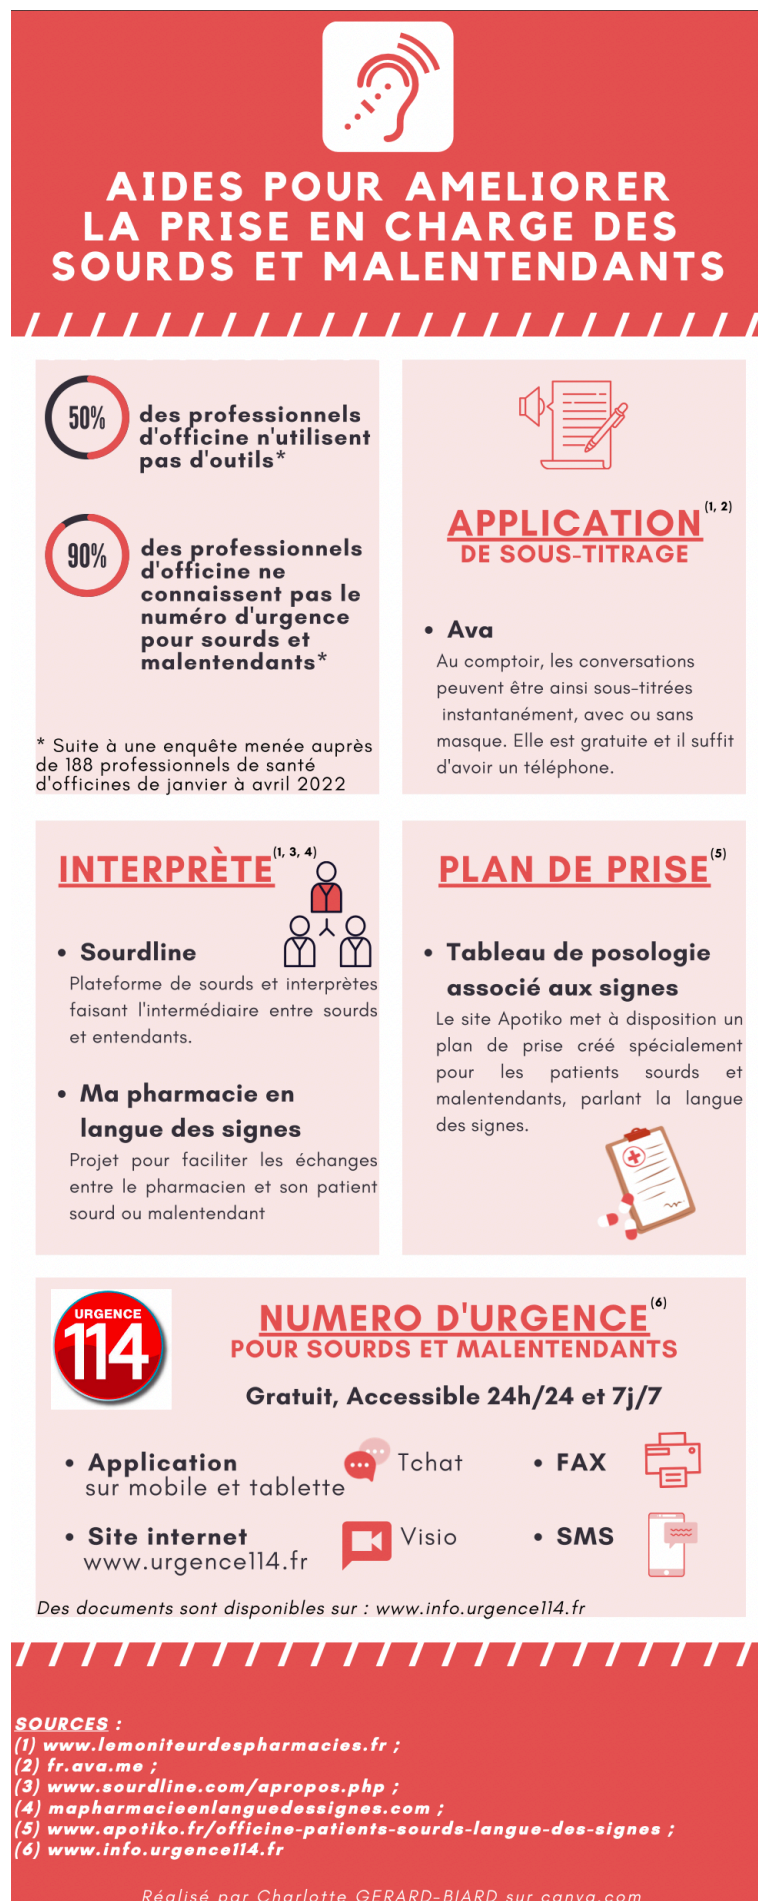 AIDES POUR AMELIORER
LA PRISE EN CHARGE DES
SOURDS ET MALENTENDANTS
50%
des professionnels
d'officine n'utilisent
pas d'outils*
90%
des professionnels
d'officine ne
connaissent pas le
numéro d'urgence
pour sourds et
malentendants*
* Suite à une enquête menée auprès
de 188 professionnels de santé
d'officines de janvier à avril 2022
APPLICATION (1, 2)
DE SOUS-TITRAGE
• Ava
Au comptoir, les conversations
peuvent être ainsi sous-titrées
instantanément, avec ou sans
masque. Elle est gratuite et il suffit
d'avoir un téléphone.
INTERPRÈTE (1, 3, 4)
• Sourdline
Plateforme de sourds et interprètes
faisant l'intermédiaire entre sourds
et entendants.
• Ma pharmacie en
langue des signes
Projet pour faciliter les échanges
entre le pharmacien et son patient
sourd ou malentendant
PLAN DE PRISE (5)
• Tableau de posologie
associé aux signes
Le site Apotiko met à disposition un
plan de prise créé spécialement
pour les patients sourds et
malentendants, parlant la langue
des signes.
URGENCE
114
NUMERO D'URGENCE (6)
POUR SOURDS ET MALENTENDANTS
Gratuit, Accessible 24h/24 et 7j/7
• Application
sur mobile et tablette
Tchat
• FAX
• Site internet
www.urgence114.fr
Visio
• SMS
Des documents sont disponibles sur : www.info.urgence114.fr
SOURCES :
(1) www.lemoniteurdespharmacies.fr ;
(2) fr.ava.me ;
(3) www.sourdline.com/apropos.php ;
(4) mapharmacieenlanguedessignes.com ;
(5) www.apotiko.fr/officine-patients-sourds-langue-des-signes ;
(6) www.info.urgence114.fr
Réalisé par Charlotte GERARD-BIARD sur canva.com